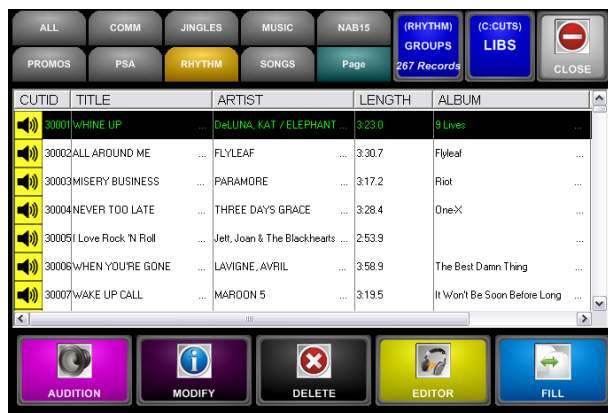 ALL COMM JINGLES MUSIC NAB15 (RHYTHM) (C:CUTS)
GROUPS LIBS
PROMOS PSA RHYTHM SONGS Page 267 Records CLOSE
CUTID TITLE ARTIST LENGTH ALBUM
30001 WHINE UP ... DeLUNA, KAT / ELEPHANT ... 3:23.0 9 Lives ...
30002 ALL AROUND ME ... FLYLEAF ... 3:30.7 Flyleaf ...
30003 MISERY BUSINESS ... PARAMORE ... 3:17.2 Riot ...
30004 NEVER TOO LATE ... THREE DAYS GRACE ... 3:28.4 One-X ...
30005 I Love Rock 'N Roll ... Jett, Joan & The Blackhearts ... 2:53.9 ...
30006 WHEN YOU'RE GONE ... LAVIGNE, AVRIL ... 3:58.9 The Best Damn Thing ...
30007 WAKE UP CALL ... MAROON 5 ... 3:19.5 It Won't Be Soon Before Long ...
AUDITION MODIFY DELETE EDITOR FILL